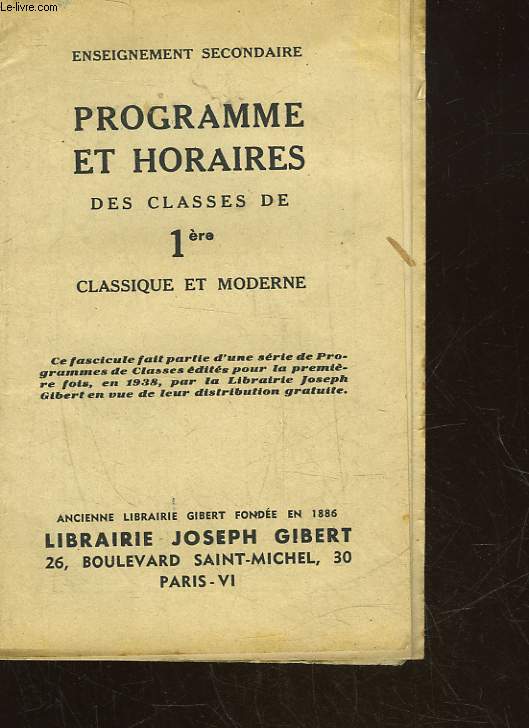 Le-livre.com
ENSEIGNEMENT SECONDAIRE
PROGRAMME
ET HORAIRES
DES CLASSES DE
1ère
CLASSIQUE ET MODERNE
Ce fascicule fait partie d'une série de Pro-
grammes de Classes édités pour la premiè-
re fois, en 1938, par la Librairie Joseph
Gibert en vue de leur distribution gratuite.
ANCIENNE LIBRAIRIE GIBERT FONDÉE EN 1886
LIBRAIRIE JOSEPH GIBERT
26, BOULEVARD SAINT-MICHEL, 30
PARIS-VI